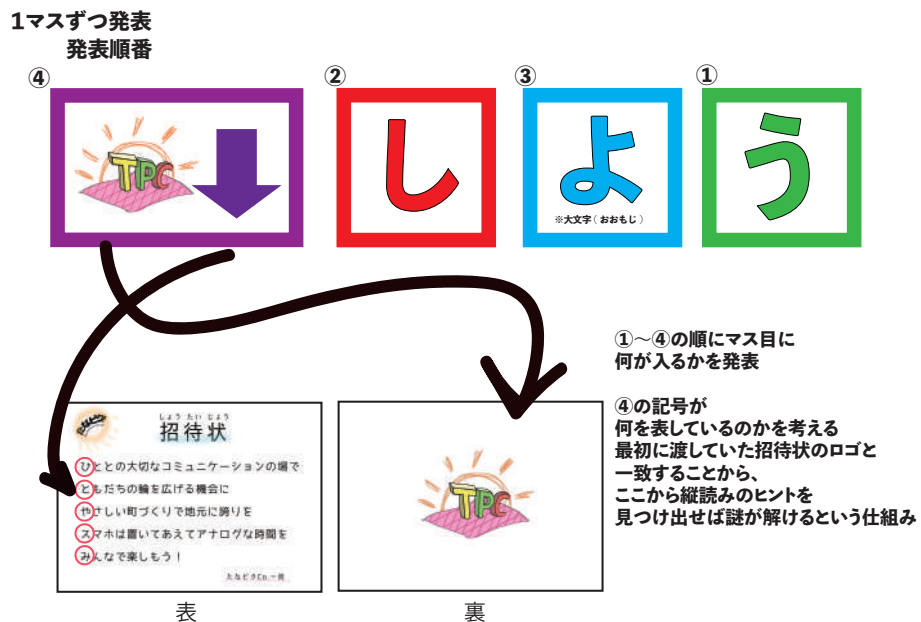 1マスずつ発表
発表順番
④
②
③
①
TPC
し
よ
う
※大文字(おおもじ)
①～④の順にマス目に
何が入るかを発表
④の記号が
何を表しているのかを考える
最初に渡していた招待状のロゴと
一致することから、
ここから縦読みのヒントを
見つけ出せば謎が解けるという仕組み
しょう たい じょう
招待状
ひととの大切なコミュニケーションの場で
ともだちの輪を広げる機会に
やさしい町づくりで地元に誇りを
スマホは置いてあえてアナログな時間を
みんなで楽しもう！
TPC
表
裏